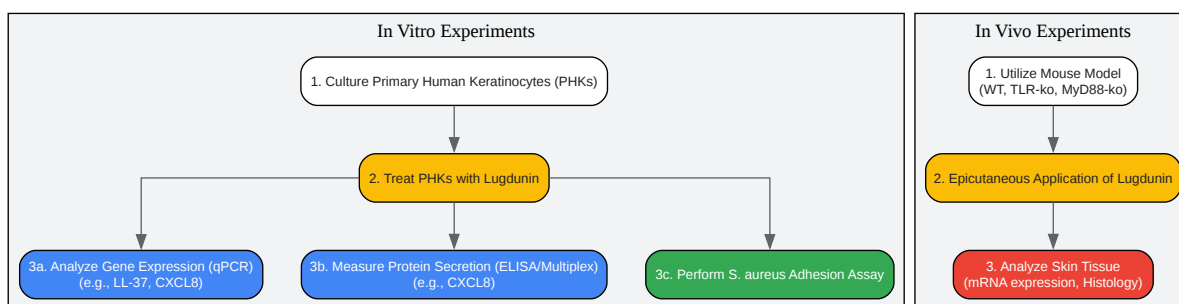 In Vitro Experiments
1. Culture Primary Human Keratinocytes (PHKs)
2. Treat PHKs with Lugdunin
3a. Analyze Gene Expression (qPCR)
(e.g., LL-37, CXCL8)
3b. Measure Protein Secretion (ELISA/Multiplex)
(e.g., CXCL8)
3c. Perform S. aureus Adhesion Assay
In Vivo Experiments
1. Utilize Mouse Model
(WT, TLR-ko, MyD88-ko)
2. Epicutaneous Application of Lugdunin
3. Analyze Skin Tissue
(mRNA expression, Histology)